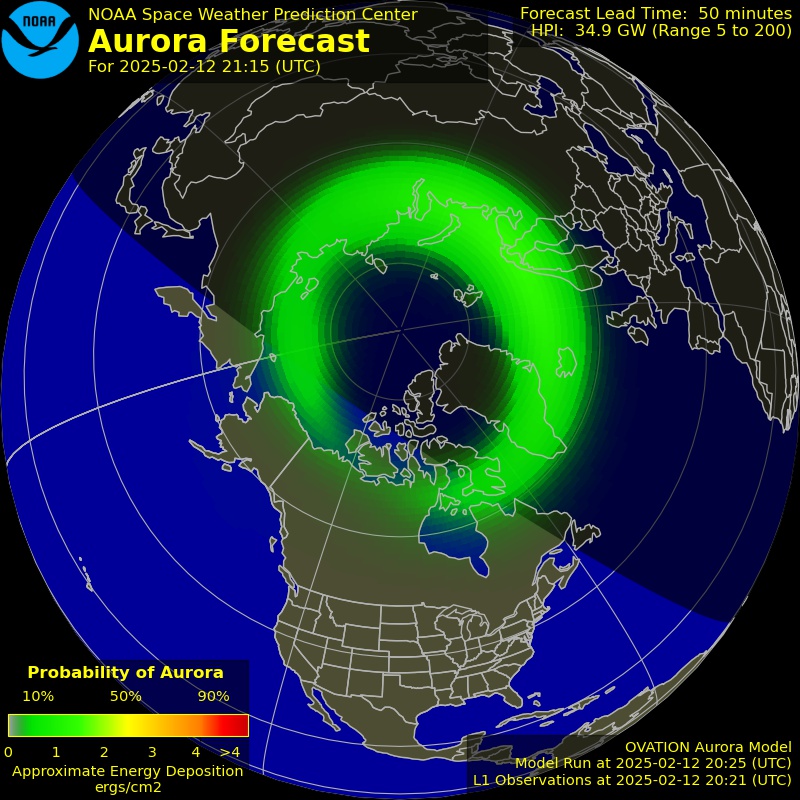 NOAA
NOAA Space Weather Prediction Center
Aurora Forecast
For 2025-02-12 21:15 (UTC)
Forecast Lead Time:  50 minutes
HPI:  34.9 GW (Range 5 to 200)
Probability of Aurora
10% 50% 90%
0 1 2 3 4 >4
Approximate Energy Deposition
ergs/cm2
OVATION Aurora Model
Model Run at 2025-02-12 20:25 (UTC)
L1 Observations at 2025-02-12 20:21 (UTC)